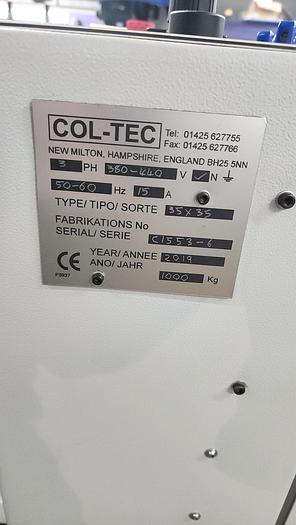 COL-TEC Tel: 01425 627755
Fax: 01425 627766
NEW MILTON, HAMPSHIRE, ENGLAND BH25 5NN
3 PH 380-440 V ✓ N ⏚
50-60 Hz 15 A
TYPE/ TIPO/ SORTE 35X35
FABRIKATIONS No
SERIAL/ SERIE C1553-6
YEAR/ ANNEE 2019
ANO/ JAHR
1000 Kg
CE
P5937